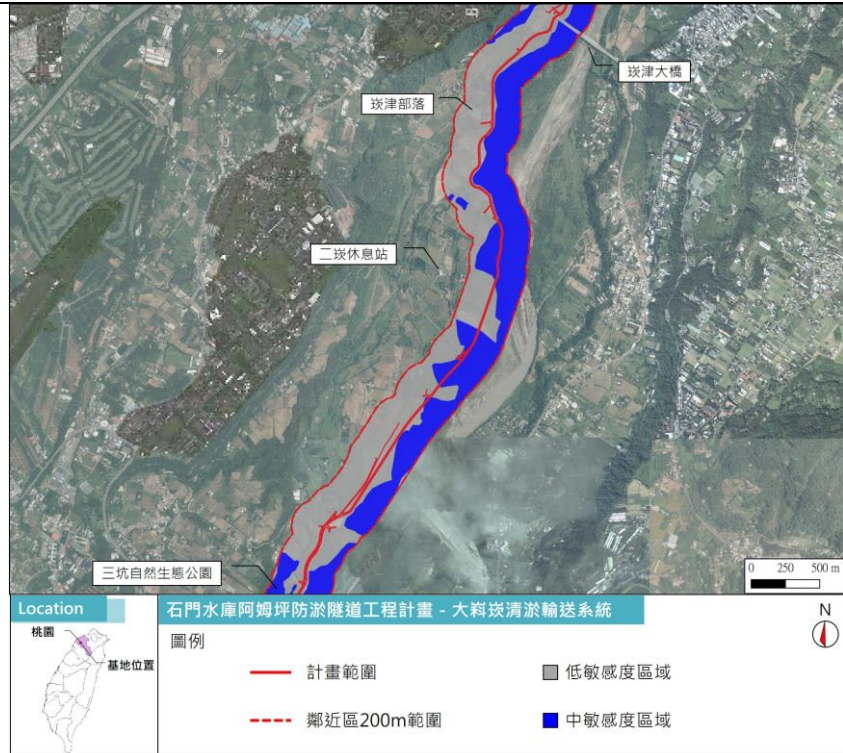 崁津大橋
崁津部落
二崁休息站
三坑自然生態公園
0 250 500 m
Location
桃園
基地位置
石門水庫阿姆坪防淤隧道工程計畫 - 大嵙崁清淤輸送系統
圖例
計畫範圍
低敏感度區域
鄰近區200m範圍
中敏感度區域
N